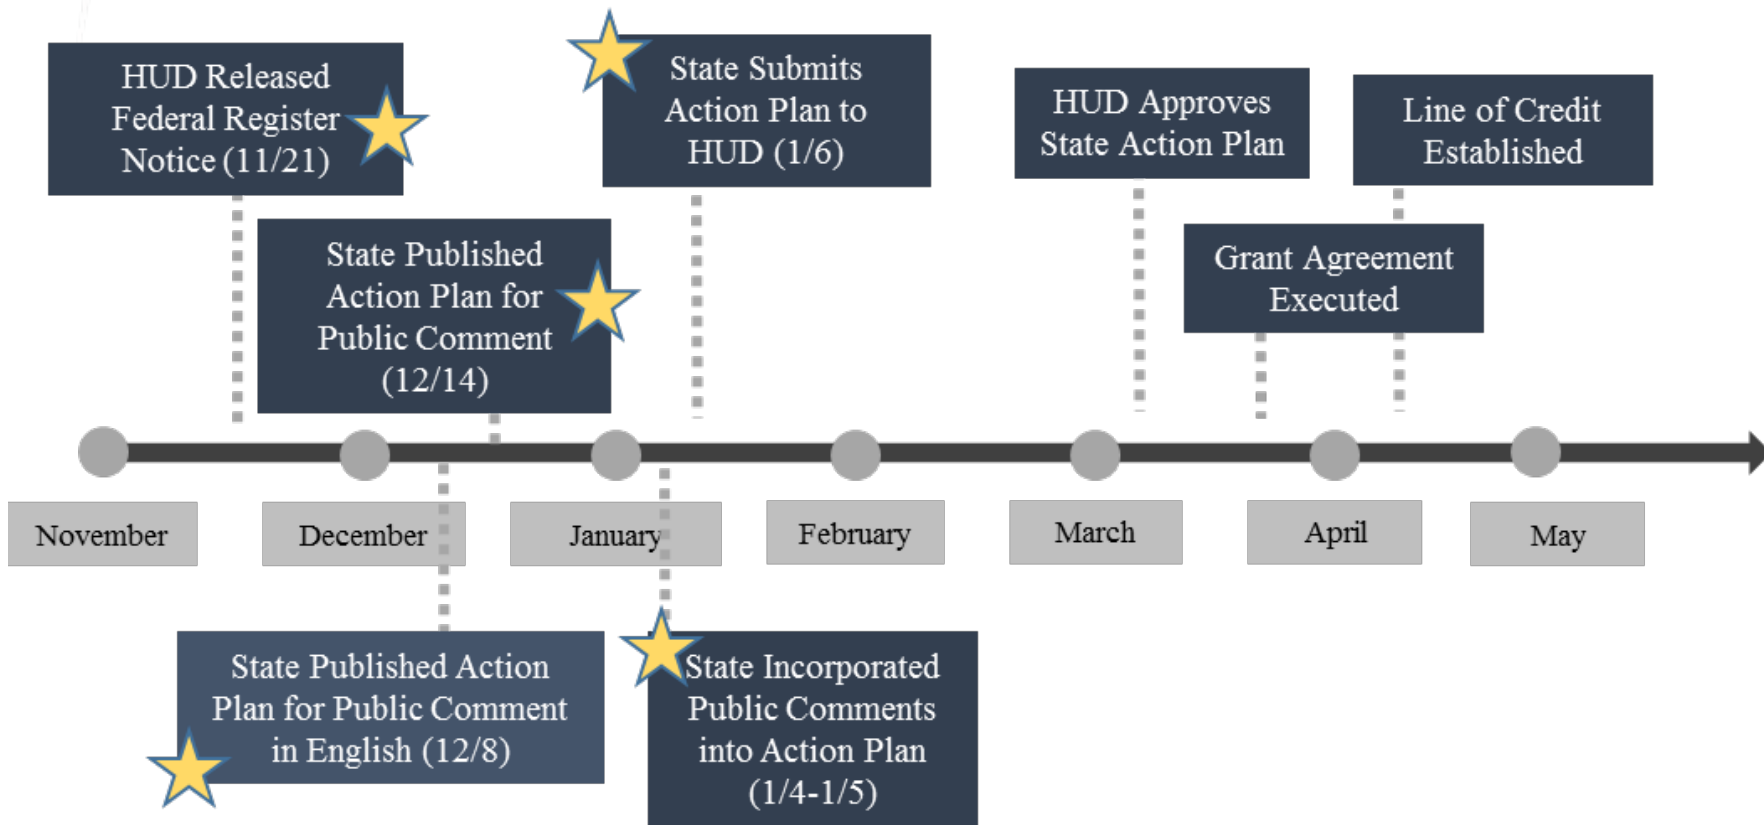 HUD Released
Federal Register
Notice (11/21)
State Submits
Action Plan to
HUD (1/6)
HUD Approves
State Action Plan
Line of Credit
Established
State Published
Action Plan for
Public Comment
(12/14)
Grant Agreement
Executed
November
December
January
February
March
April
May
State Published Action
Plan for Public Comment
in English (12/8)
State Incorporated
Public Comments
into Action Plan
(1/4-1/5)